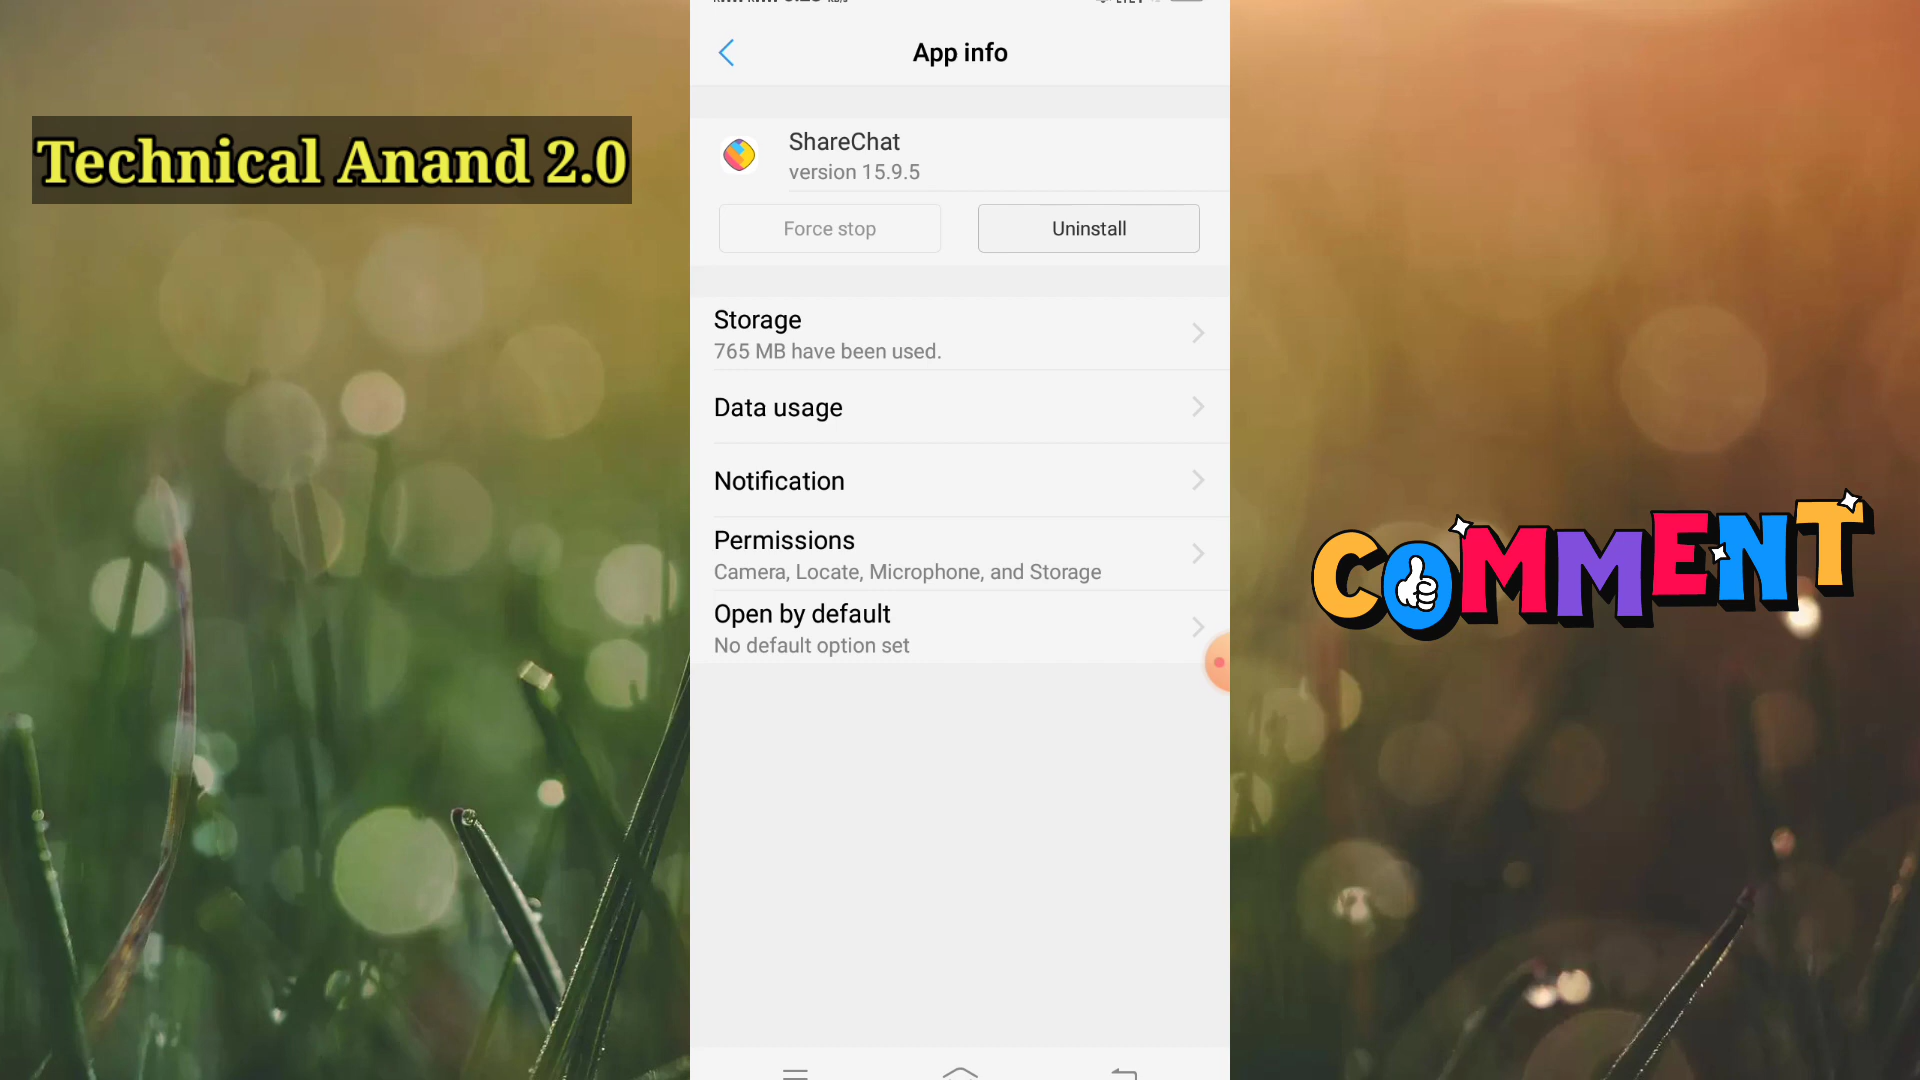 Technical Anand 2.0
App info
ShareChat
version 15.9.5
Force stop
Uninstall
Storage
765 MB have been used.
Data usage
Notification
Permissions
Camera, Locate, Microphone, and Storage
Open by default
No default option set
COMMENT